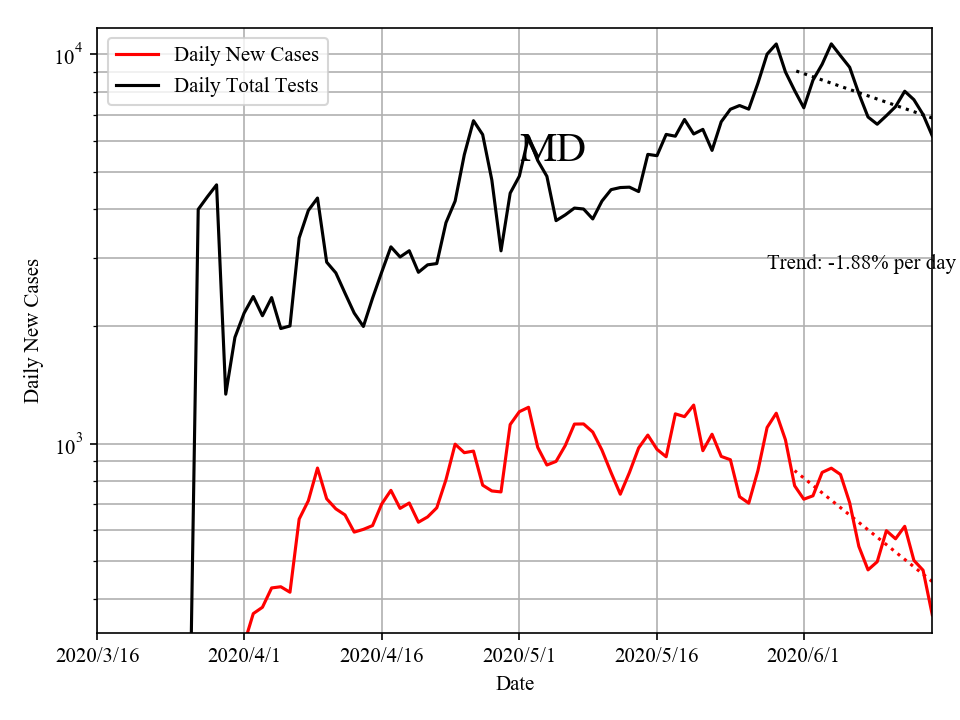 10^4
Daily New Cases
Daily Total Tests
MD
Trend: -1.88% per day
Daily New Cases
10^3
2020/3/16 2020/4/1 2020/4/16 2020/5/1 2020/5/16 2020/6/1
Date